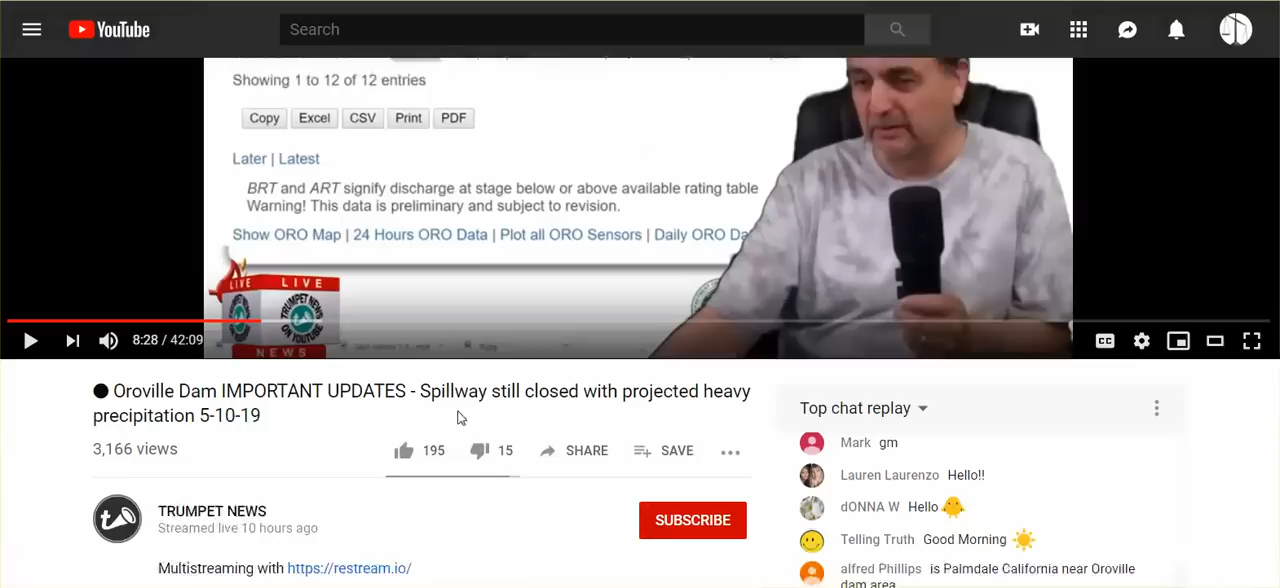 YouTube
Search
Showing 1 to 12 of 12 entries
Copy Excel CSV Print PDF
Later | Latest
BRT and ART signify discharge at stage below or above available rating table
Warning! This data is preliminary and subject to revision.
Show ORO Map | 24 Hours ORO Data | Plot all ORO Sensors | Daily ORO Da
LIVE LIVE
TRUMPET NEWS
ON YOUTUBE
NEWS
8:28 / 42:09
CC
● Oroville Dam IMPORTANT UPDATES - Spillway still closed with projected heavy
precipitation 5-10-19
3,166 views
195 15 SHARE SAVE
TRUMPET NEWS
Streamed live 10 hours ago
SUBSCRIBE
Multistreaming with https://restream.io/
Top chat replay
Mark gm
Lauren Laurenzo Hello!!
dONNA W Hello
Telling Truth Good Morning
alfred Phillips is Palmdale California near Oroville
dam area